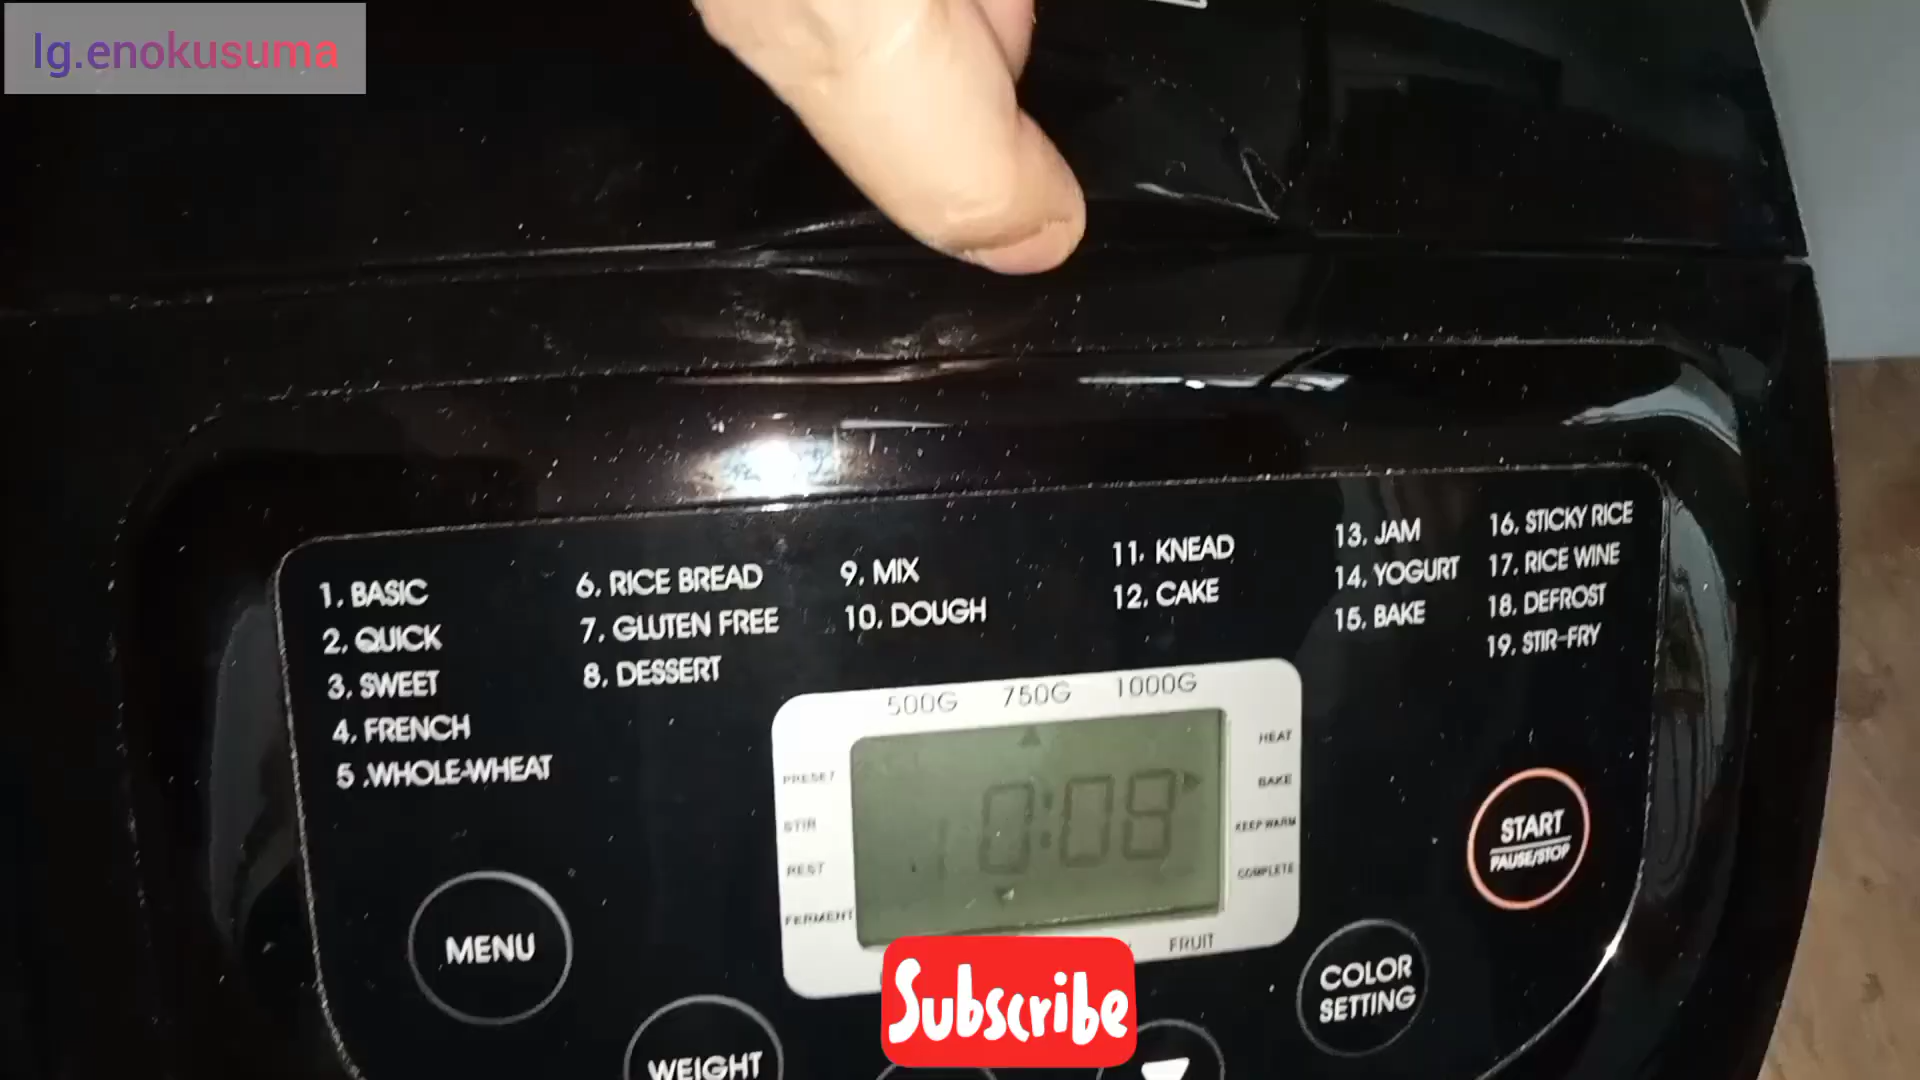 Ig.enokusuma
1. BASIC
2. QUICK
3. SWEET
4. FRENCH
5 .WHOLE-WHEAT
6. RICE BREAD
7. GLUTEN FREE
8. DESSERT
9. MIX
10. DOUGH
11. KNEAD
12. CAKE
13. JAM
14. YOGURT
15. BAKE
16. STICKY RICE
17. RICE WINE
18. DEFROST
19. STIR-FRY
500G 750G 1000G
PRESET
STIR
REST
FERMENT
0:08
HEAT
BAKE
KEEP WARM
COMPLETE
FRUIT
START
PAUSE/STOP
MENU
WEIGHT
COLOR
SETTING
Subscribe